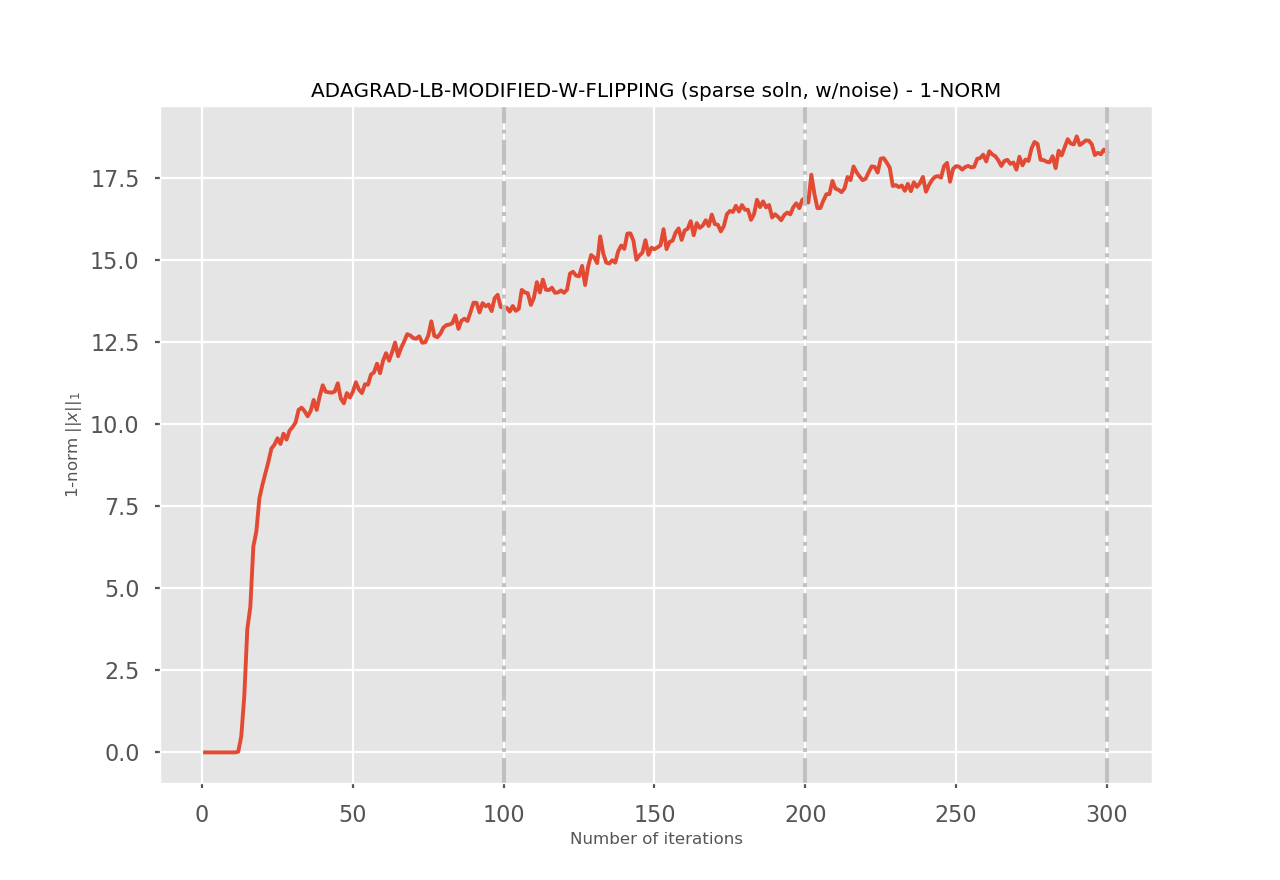 ADAGRAD-LB-MODIFIED-W-FLIPPING (sparse soln, w/noise) - 1-NORM
17.5
15.0
12.5
10.0
7.5
5.0
2.5
0.0
1-norm ||x||₁
0 50 100 150 200 250 300
Number of iterations